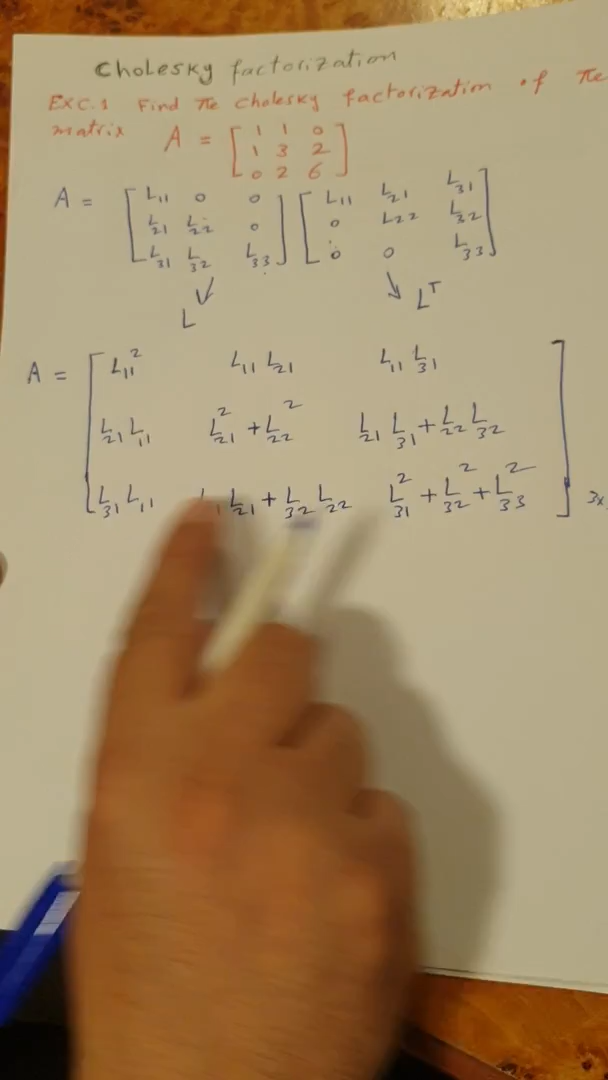 Cholesky factorization
EXC.1 Find The cholesky factorization of The
matrix A = [1 1 0
1 3 2
0 2 6]
A = [L11 0 0
L21 L22 0
L31 L32 L33] [L11 L21 L31
0 L22 L32
0 0 L33]
L
L^T
A = [L11^2 L11 L21 L11 L31
L21 L11 L21^2 + L22^2 L21 L31 + L22 L32
L31 L11 L21 + L32 L22 L31^2 + L32^2 + L33^2] 3x